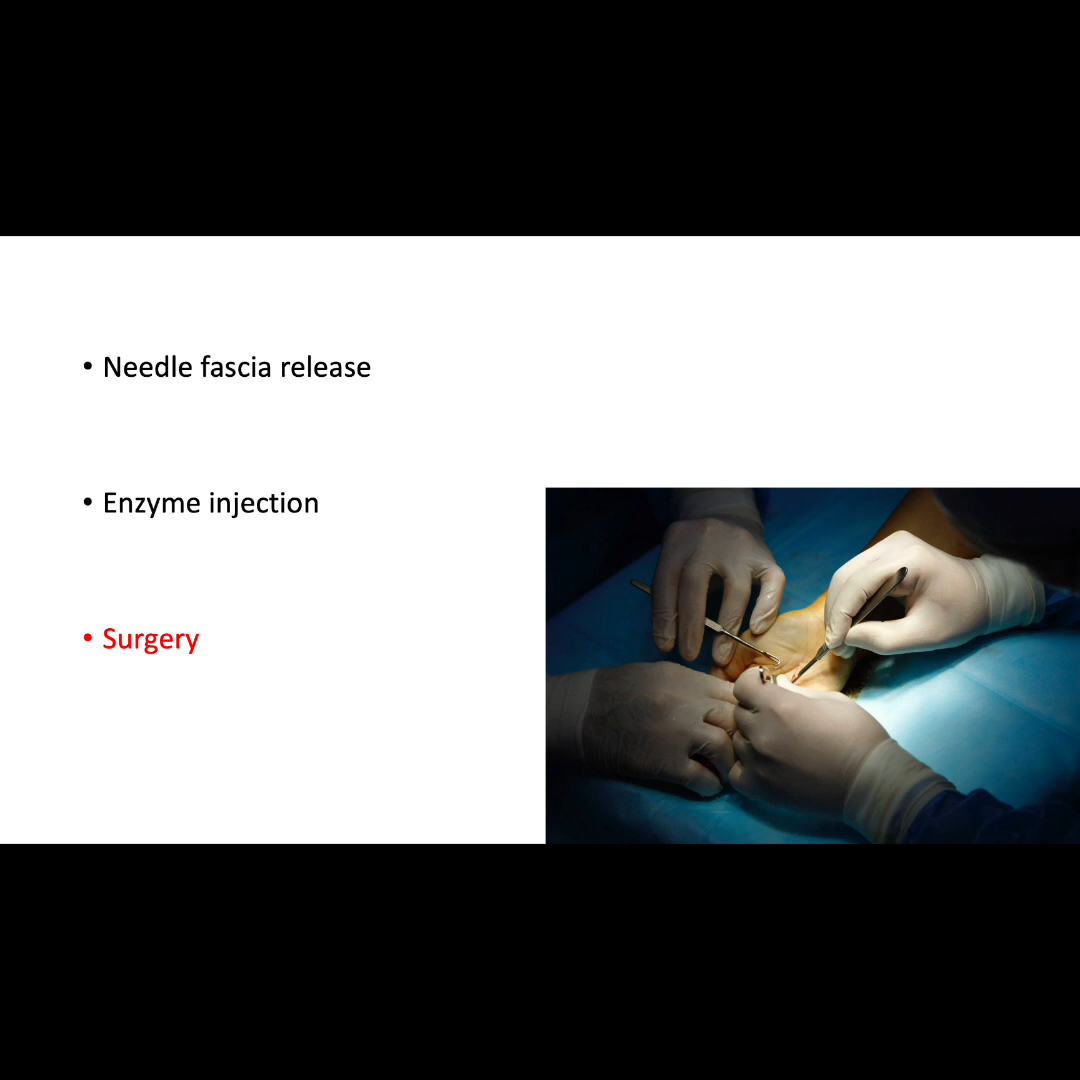 • Needle fascia release
• Enzyme injection
• Surgery